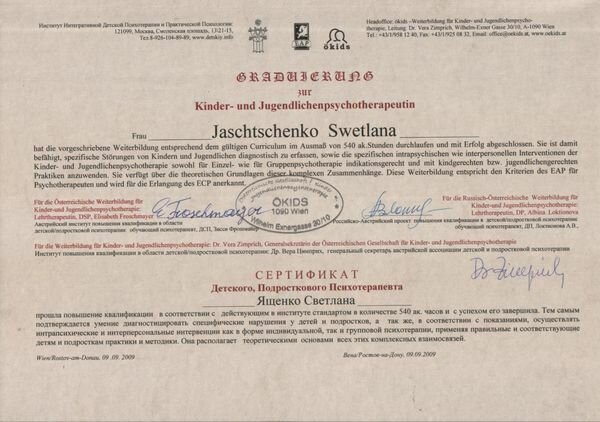 Институт Интегративной Детской Психотерапии и Практической Психологии:
121099, Москва, Смоленская площадь, 13/21-15,
Тел.8-926-104-89-89, www.detskiy.info
EAP
ökids
Headoffice: ökids –Weiterbildung für Kinder- und Jugendlichenpsycho-
therapie, Leitung Dr. Vera Zimprich, Wilhelm-Exner Gasse 30/10, A-1090 Wien
Tel.: +43/1/958 12 40, Fax: +43/1/925 08 32, Email: office@oekids.at, www.oekids.at
GRADUIERUNG
zur
Kinder- und Jugendlichenpsychotherapeutin
Frau Jaschtschenko Swetlana
hat die vorgeschriebene Weiterbildung entsprechend dem gültigen Curriculum im Ausmaß von 540 ak.Stunden durchlaufen und mit Erfolg abgeschlossen. Sie ist damit
befähigt, spezifische Störungen von Kindern und Jugendlichen diagnostisch zu erfassen, sowie die spezifischen intrapsychischen wie interpersonellen Interventionen der
Kinder- und Jugendlichenpsychotherapie sowohl für Einzel- wie für Gruppenpsychotherapie indikationsgerecht und mit kindgerechten bzw. jugendlichengerechten
Praktiken anzuwenden. Sie verfügt über die theoretischen Grundlagen dieser komplexen Zusammenhänge. Diese Weiterbildung entspricht den Kriterien des EAP für
Psychotherapeuten und wird für die Erlangung des ECP anerkannt.
Für die Österreichische Weiterbildung für
Kinder-und Jugendlichenpsychotherapie:
Lehrtherapeutin, DSP, Elisabeth Froschmayer
Австрийский институт повышения квалификации в области
детской/подростковой психотерапии: обучающий психотерапевт, ДСП, Зисси Фрошмайер
ÖKIDS
1090 Wien
Wilhelm Exnergasse 30/10
Für die Russisch-Österreichische Weiterbildung für
Kinder-und Jugendlichenpsychotherapie:
Lehrtherapeutin, DP, Albina Loktionova
Российско-Австрийский проект повышения квалификации в детской/подростковой психотерапии:
обучающий психотерапевт, ДП, Локтионова А.В.,
Für die Weiterbildung für Kinder- und Jugendlichenpsychotherapie: Dr. Vera Zimprich, Generalsekretärin der Österreichischen Gesellschaft für Kinder- und Jugendlichenpsychotherapie
Институт повышения квалификации в области детской/подростковой психотерапии: Др. Вера Цимприх, генеральный секретарь австрийской ассоциации детской и подростковой психотерапии
СЕРТИФИКАТ
Детского, Подросткового Психотерапевта
Ященко Светлана
прошла повышение квалификации в соответствии с действующим в институте стандартом в количестве 540 ак. часов и с успехом его завершила. Тем самым
подтверждается умение диагностировать специфические нарушения у детей и подростков, а так же, в соответствии с показаниями, осуществлять
интрапсихические и интерперсональные интервенции как в форме индивидуальной, так и групповой психотерапии, применяя правильные и соответствующие
детям и подросткам практики и методики. Она располагает теоретическими основами всех этих комплексных взаимосвязей.
Wien/Rostov-am-Donau, 09 .09 .2009
Вена/Ростов-на-Дону, 09.09.2009